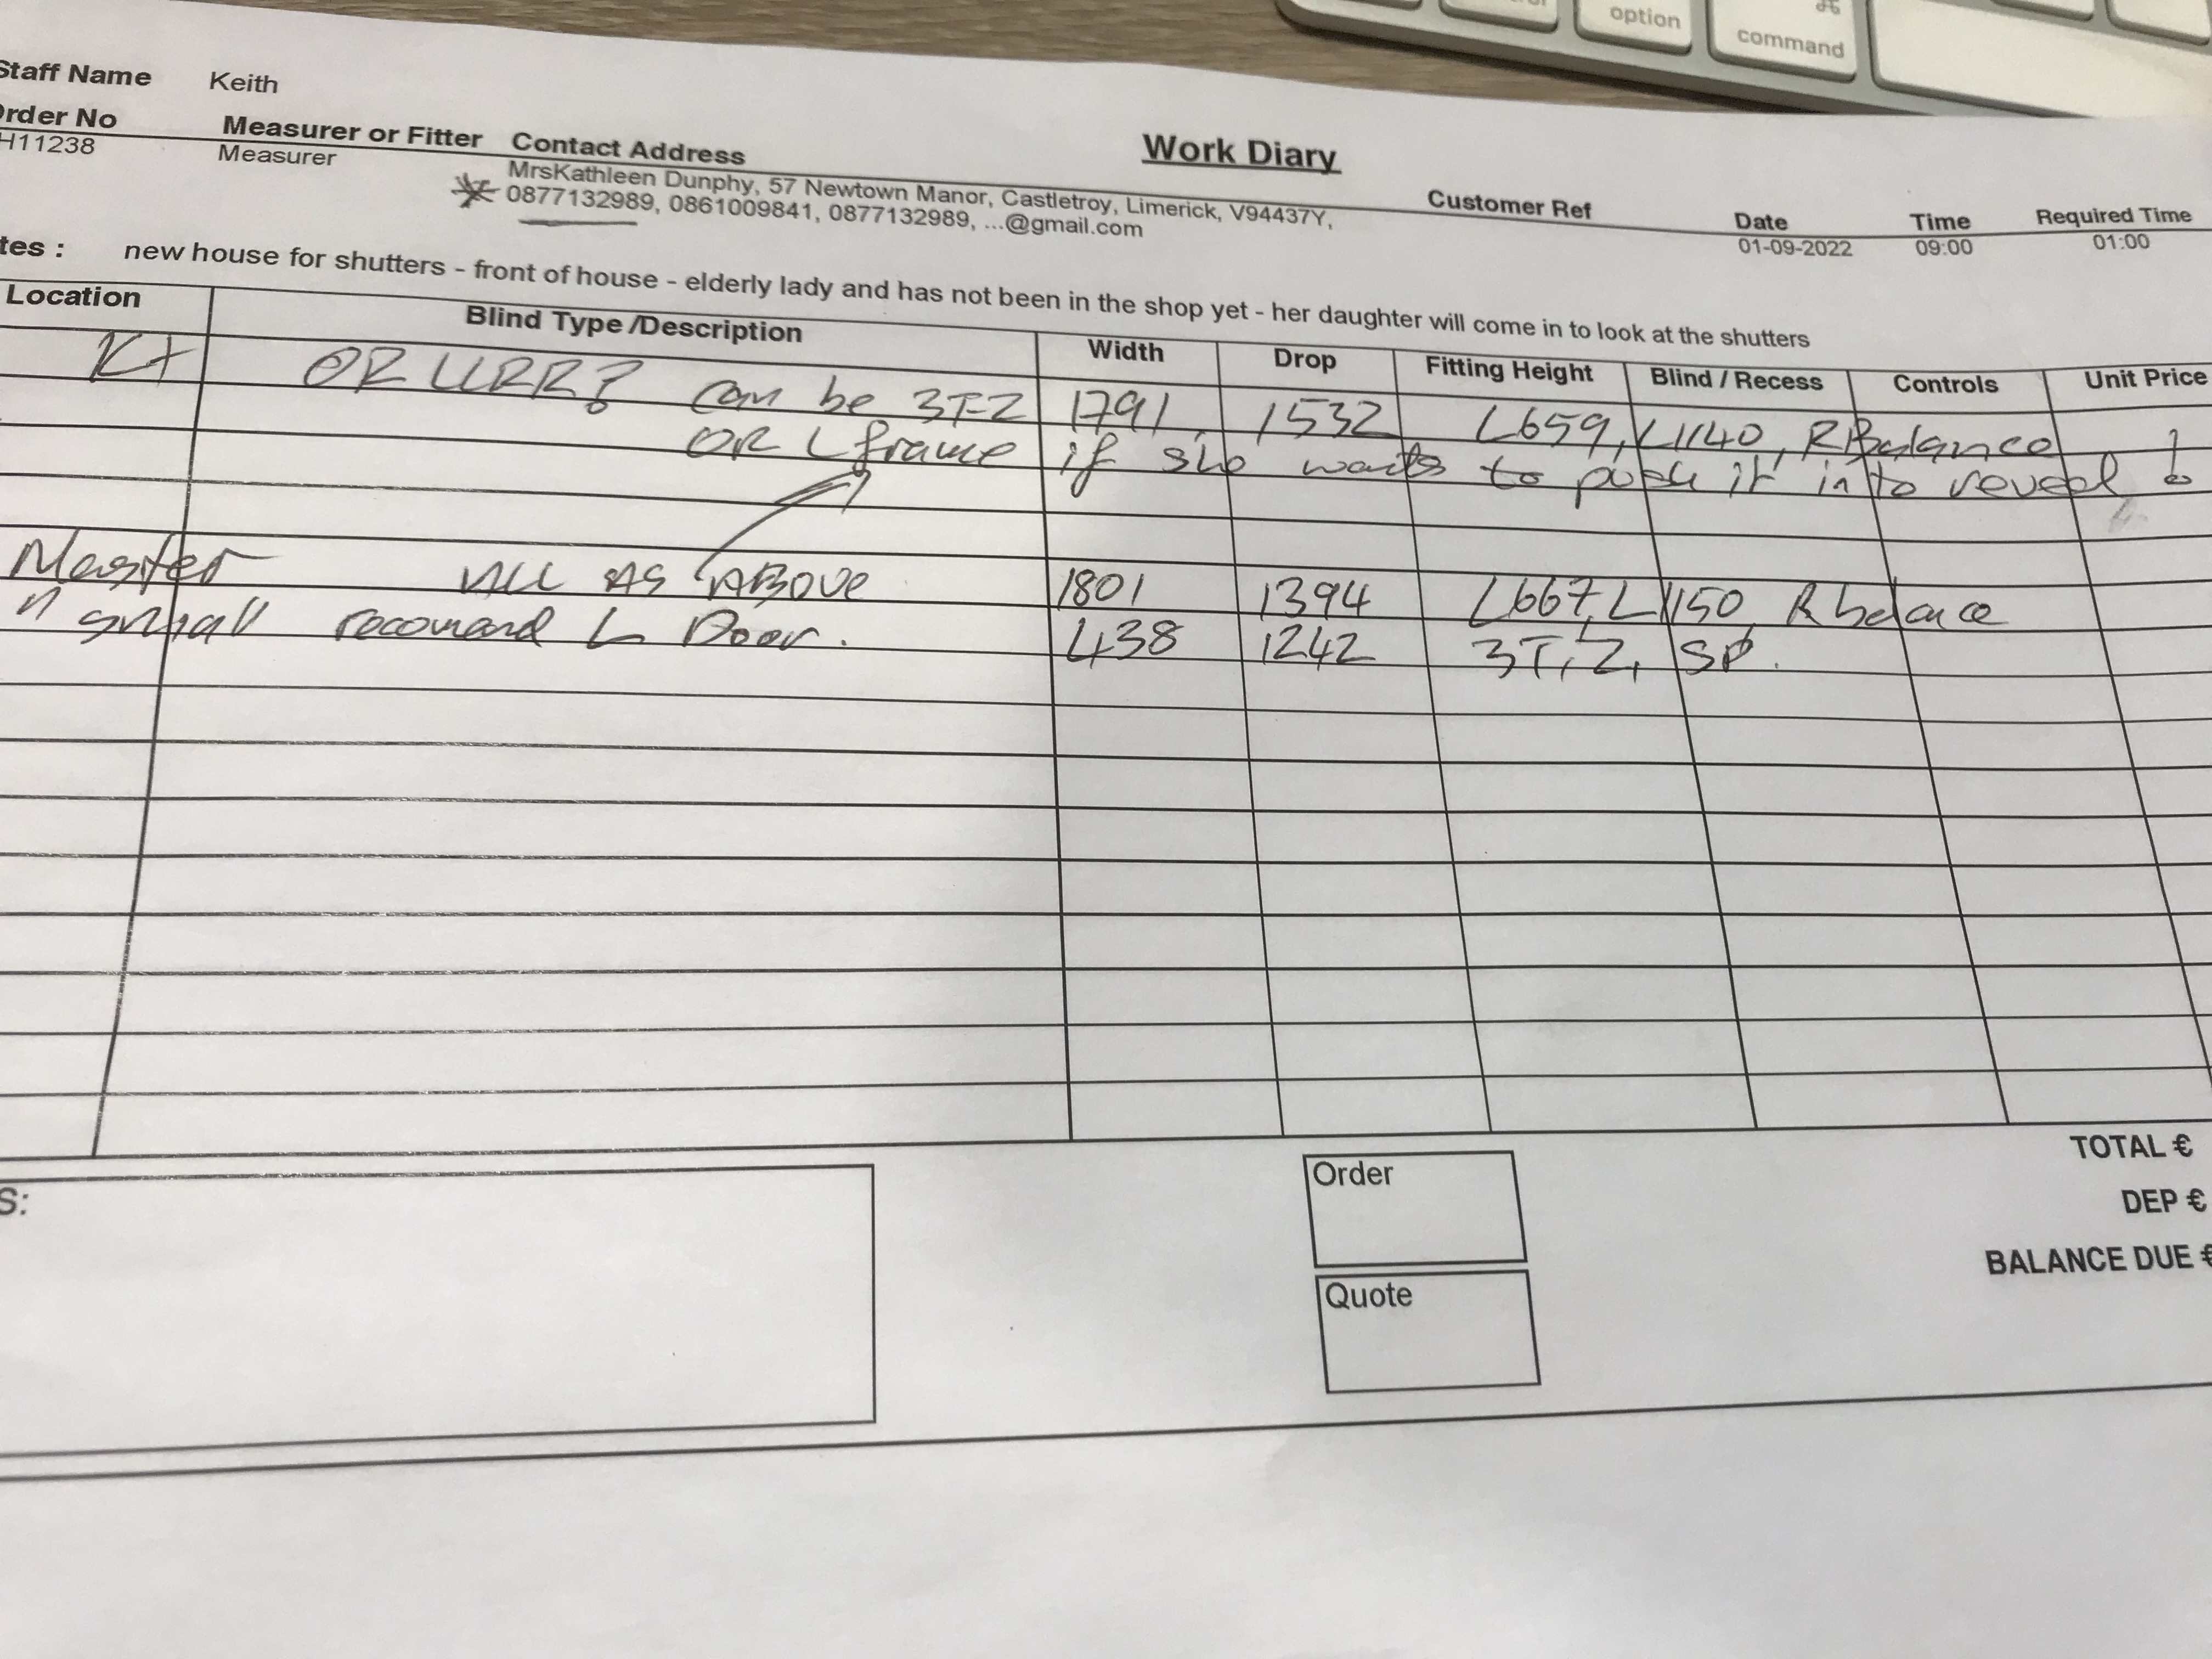 option
command
Staff Name Keith
Order No Measurer or Fitter Contact Address Work Diary Customer Ref Date Time Required Time
H11238 Measurer MrsKathleen Dunphy, 57 Newtown Manor, Castletroy, Limerick, V94437Y, 01-09-2022 09:00 01:00
0877132989, 0861009841, 0877132989, ...@gmail.com
tes : new house for shutters - front of house - elderly lady and has not been in the shop yet - her daughter will come in to look at the shutters
Location Blind Type /Description Width Drop Fitting Height Blind / Recess Controls Unit Price
Kt OR can be 3T-Z 1791 1532 L659, L1140, R Balance
OR L frame if she wants to push it into reveal !
Master ALL AS ABOVE 1801 1394 L667, L1150, R balance
" small L Door. 438 1242 3T, Z, SP.
S:
Order
Quote
TOTAL €
DEP €
BALANCE DUE €